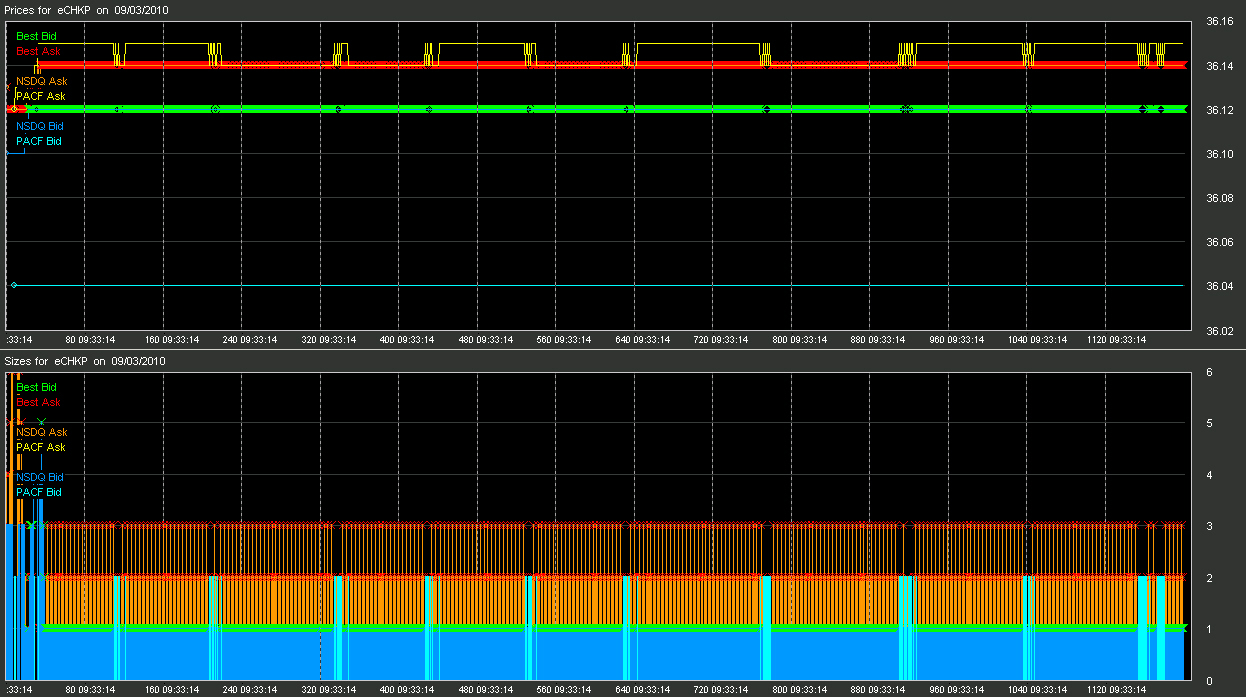 Prices for eCHKP on 09/03/2010
36.16
Best Bid
Best Ask
36.14
NSDQ Ask
PACF Ask
36.12
NSDQ Bid
PACF Bid
36.10
36.08
36.06
36.04
36.02
:33:14 80 09:33:14 160 09:33:14 240 09:33:14 320 09:33:14 400 09:33:14 480 09:33:14 560 09:33:14 640 09:33:14 720 09:33:14 800 09:33:14 880 09:33:14 960 09:33:14 1040 09:33:14 1120 09:33:14
Sizes for eCHKP on 09/03/2010
6
Best Bid
Best Ask
5
NSDQ Ask
PACF Ask
4
NSDQ Bid
PACF Bid
3
2
1
0
:33:14 80 09:33:14 160 09:33:14 240 09:33:14 320 09:33:14 400 09:33:14 480 09:33:14 560 09:33:14 640 09:33:14 720 09:33:14 800 09:33:14 880 09:33:14 960 09:33:14 1040 09:33:14 1120 09:33:14